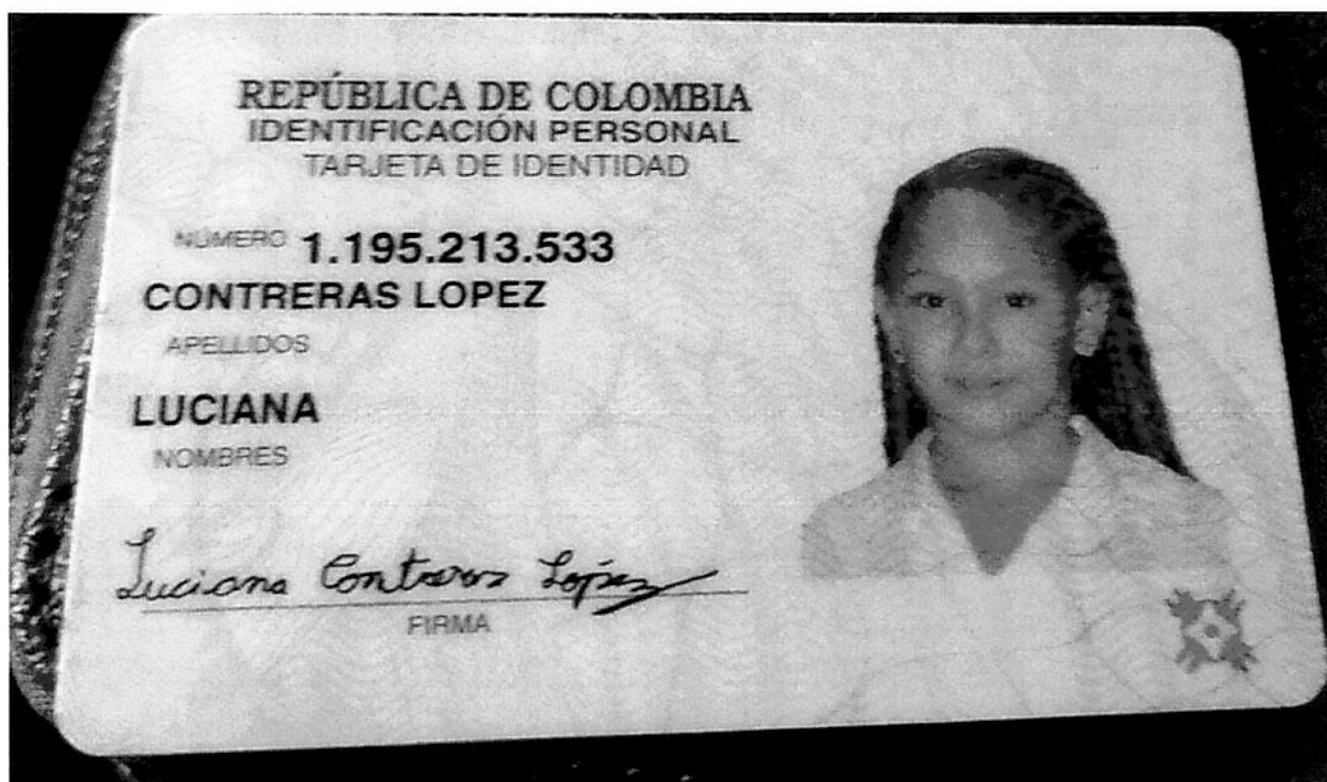 REPÚBLICA DE COLOMBIA
IDENTIFICACIÓN PERSONAL
TARJETA DE IDENTIDAD
NÚMERO 1.195.213.533
CONTRERAS LOPEZ
APELLIDOS
LUCIANA
NOMBRES
Luciana Contreras López
FIRMA